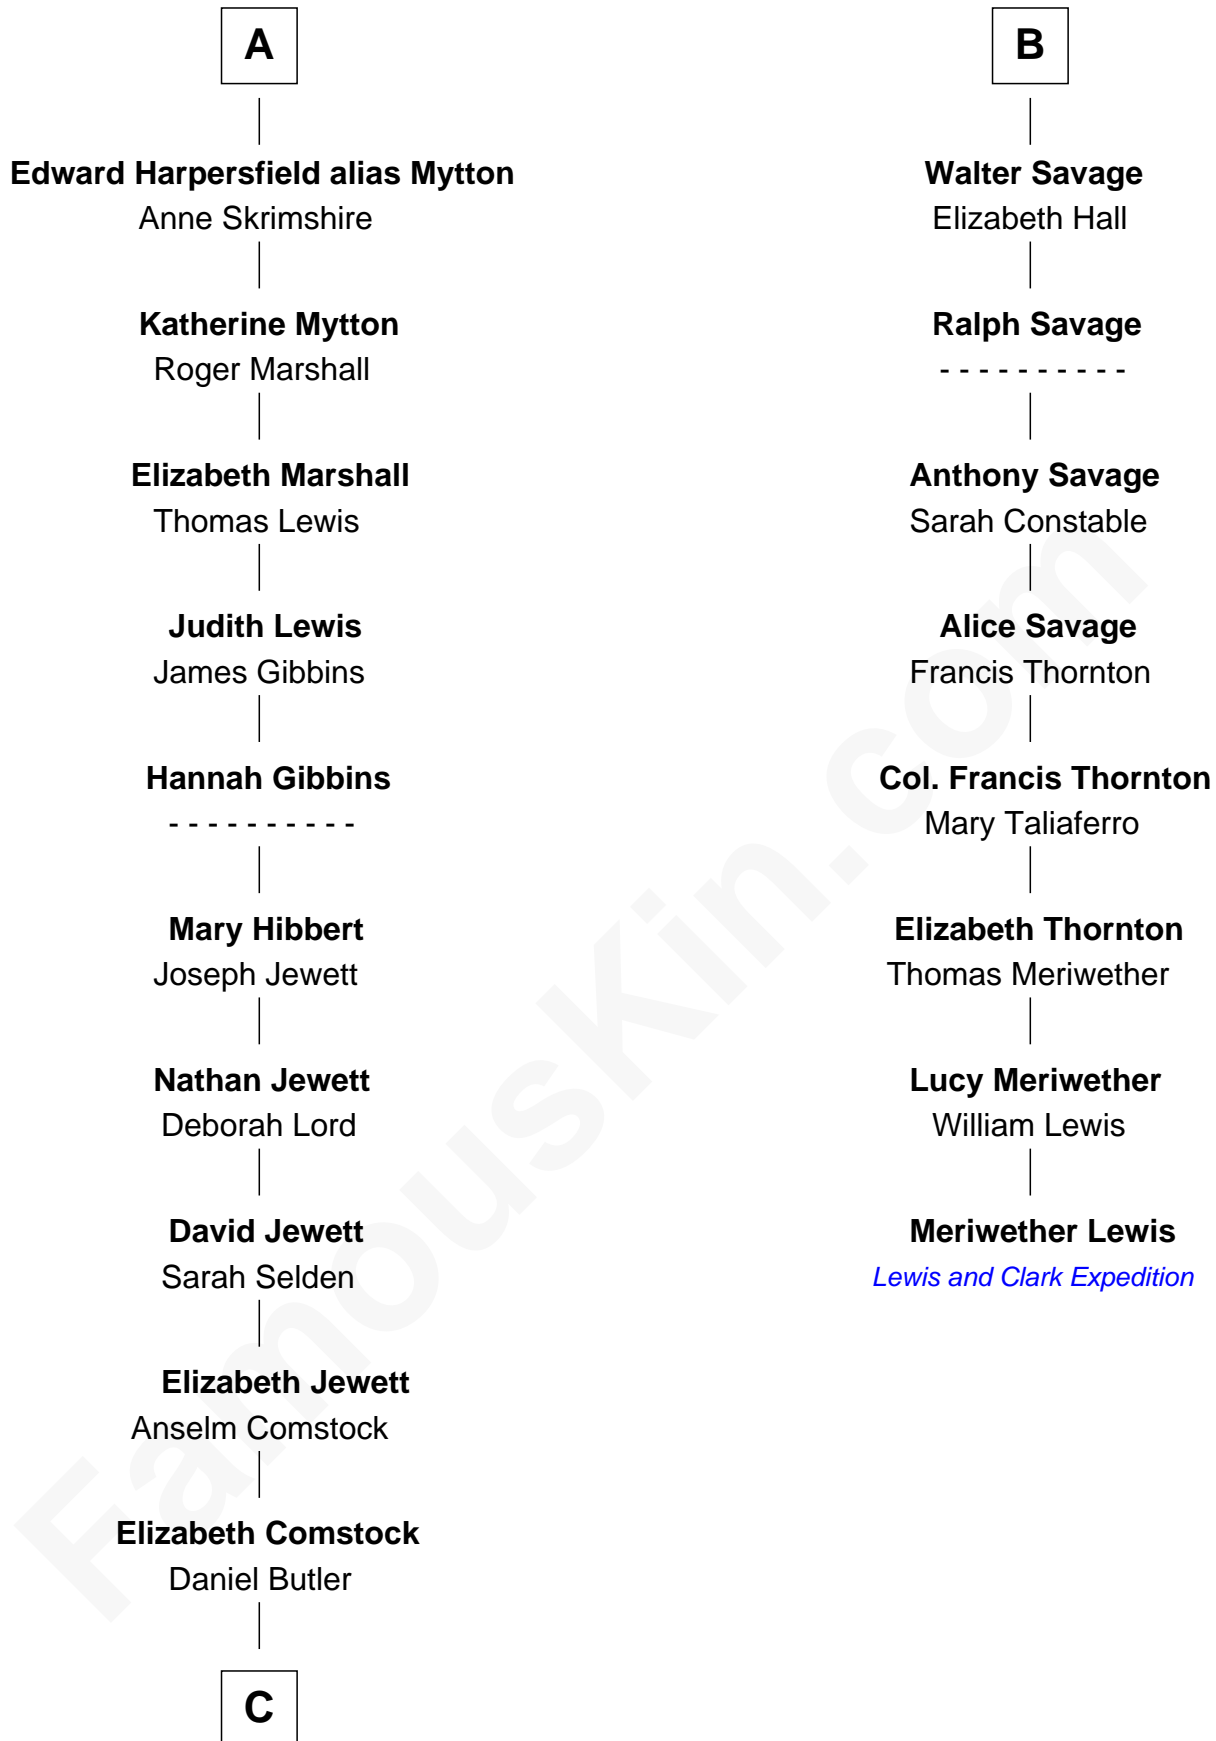 A
Edward Harpersfield alias Mytton
Anne Skrimshire
Katherine Mytton
Roger Marshall
Elizabeth Marshall
Thomas Lewis
Judith Lewis
James Gibbins
Hannah Gibbins
- - - - - - - - - -
Mary Hibbert
Joseph Jewett
Nathan Jewett
Deborah Lord
David Jewett
Sarah Selden
Elizabeth Jewett
Anselm Comstock
Elizabeth Comstock
Daniel Butler
C
B
Walter Savage
Elizabeth Hall
Ralph Savage
- - - - - - - - - -
Anthony Savage
Sarah Constable
Alice Savage
Francis Thornton
Col. Francis Thornton
Mary Taliaferro
Elizabeth Thornton
Thomas Meriwether
Lucy Meriwether
William Lewis
Meriwether Lewis
Lewis and Clark Expedition
FamousKin.com